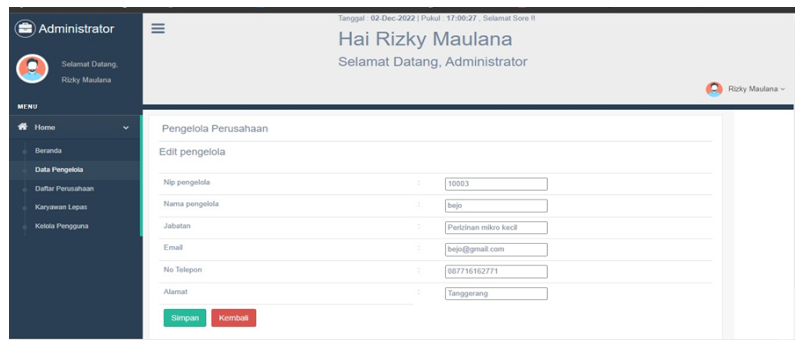 Administrator
Selamat Datang,
Rizky Maulana
MENU
Home
Beranda
Data Pengelola
Daftar Perusahaan
Karyawan Lepas
Kelola Pengguna
Tanggal : 02-Dec-2022 | Pukul : 17:00:27 , Selamat Sore !!
Hai Rizky Maulana
Selamat Datang, Administrator
Rizky Maulana
Pengelola Perusahaan
Edit pengelola
Nip pengelola : 10003
Nama pengelola : bejo
Jabatan : Perizinan mikro kecil
Email : bejo@gmail.com
No Telepon : 087716162771
Alamat : Tanggerang
Simpan Kembali